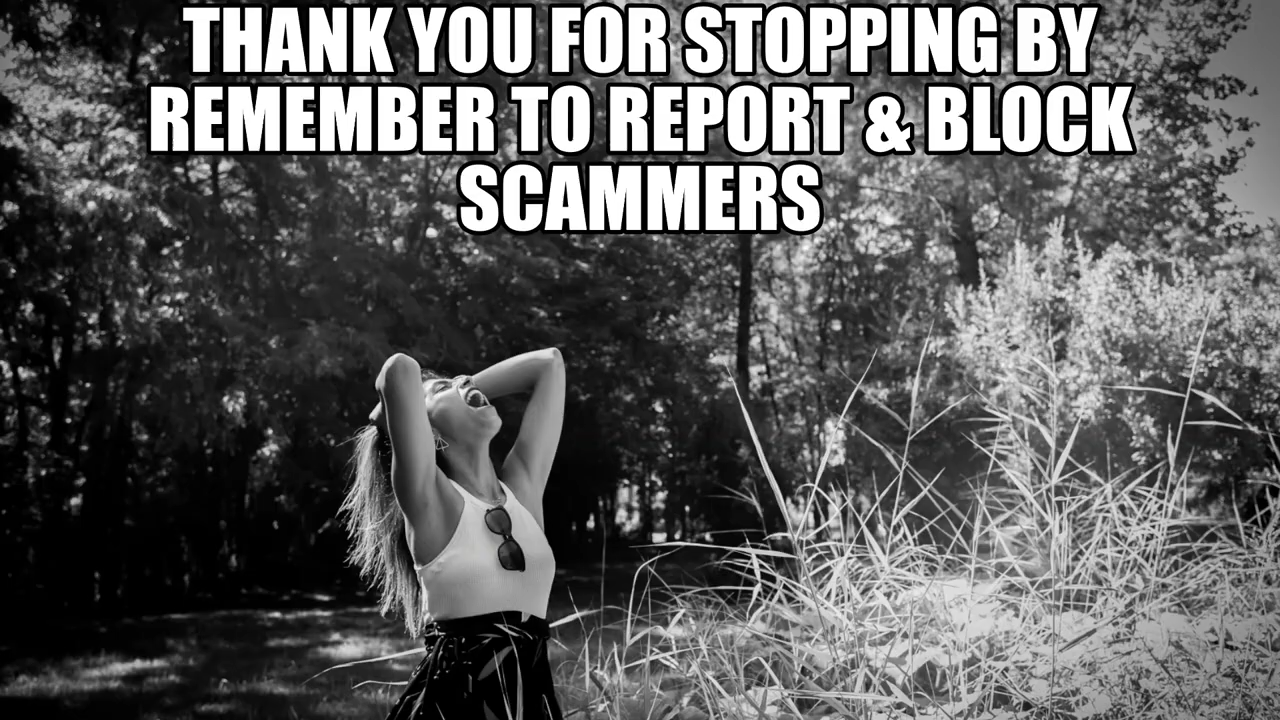 THANK YOU FOR STOPPING BY
REMEMBER TO REPORT & BLOCK
SCAMMERS